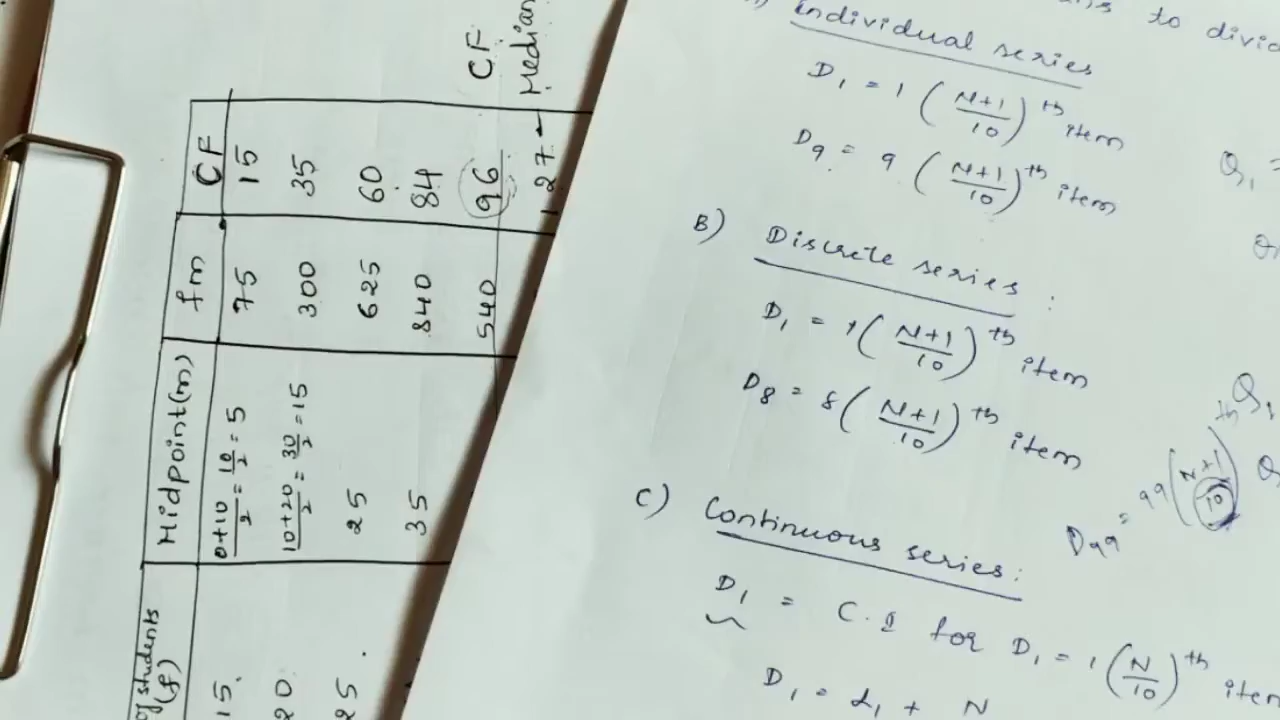 to divid
individual series
D₁ = 1 (N+1/10)ᵗʰ item
D9 = 9 (N+1/10)ᵗʰ item
B) Discrete series :
D₁ = 1 (N+1/10)ᵗʰ item
D8 = 8 (N+1/10)ᵗʰ item
C) Continuous series :
D₁ = C.I for D₁ = 1 (N/10)ᵗʰ item
D₁ = L₁ + N
Q₁ =
Q₁
D99 = 99 (N+1/10)ᵗʰ
of students (f) Midpoint(m) fm CF
15 0+10/2 = 10/2 = 5 75 15
20 10+20/2 = 30/2 = 15 300 35
25 25 625 60
35 840 84
540 96 CF
127 Median